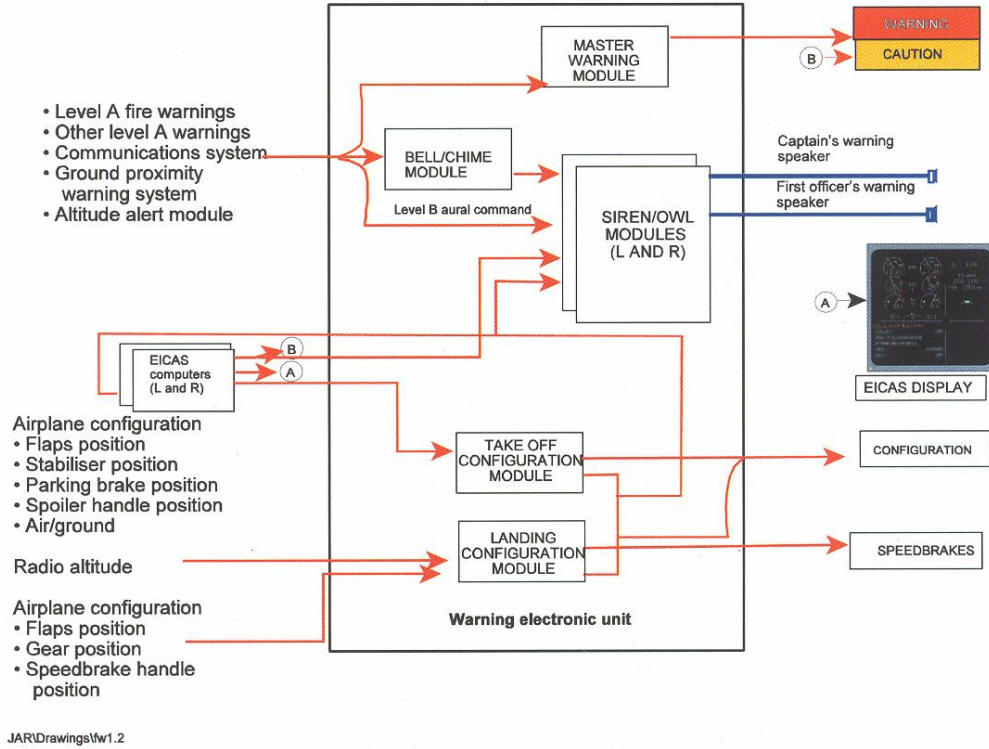 WARNING
CAUTION
B
MASTER
WARNING
MODULE
• Level A fire warnings
• Other level A warnings
• Communications system
• Ground proximity
warning system
• Altitude alert module
BELL/CHIME
MODULE
Level B aural command
SIREN/OWL
MODULES
(L AND R)
Captain's warning
speaker
First officer's warning
speaker
A
EICAS DISPLAY
EICAS
computers
(L and R)
B
A
Airplane configuration
• Flaps position
• Stabiliser position
• Parking brake position
• Spoiler handle position
• Air/ground
TAKE OFF
CONFIGURATION
MODULE
CONFIGURATION
Radio altitude
LANDING
CONFIGURATION
MODULE
SPEEDBRAKES
Airplane configuration
• Flaps position
• Gear position
• Speedbrake handle
position
Warning electronic unit
JAR\Drawings\fw1.2